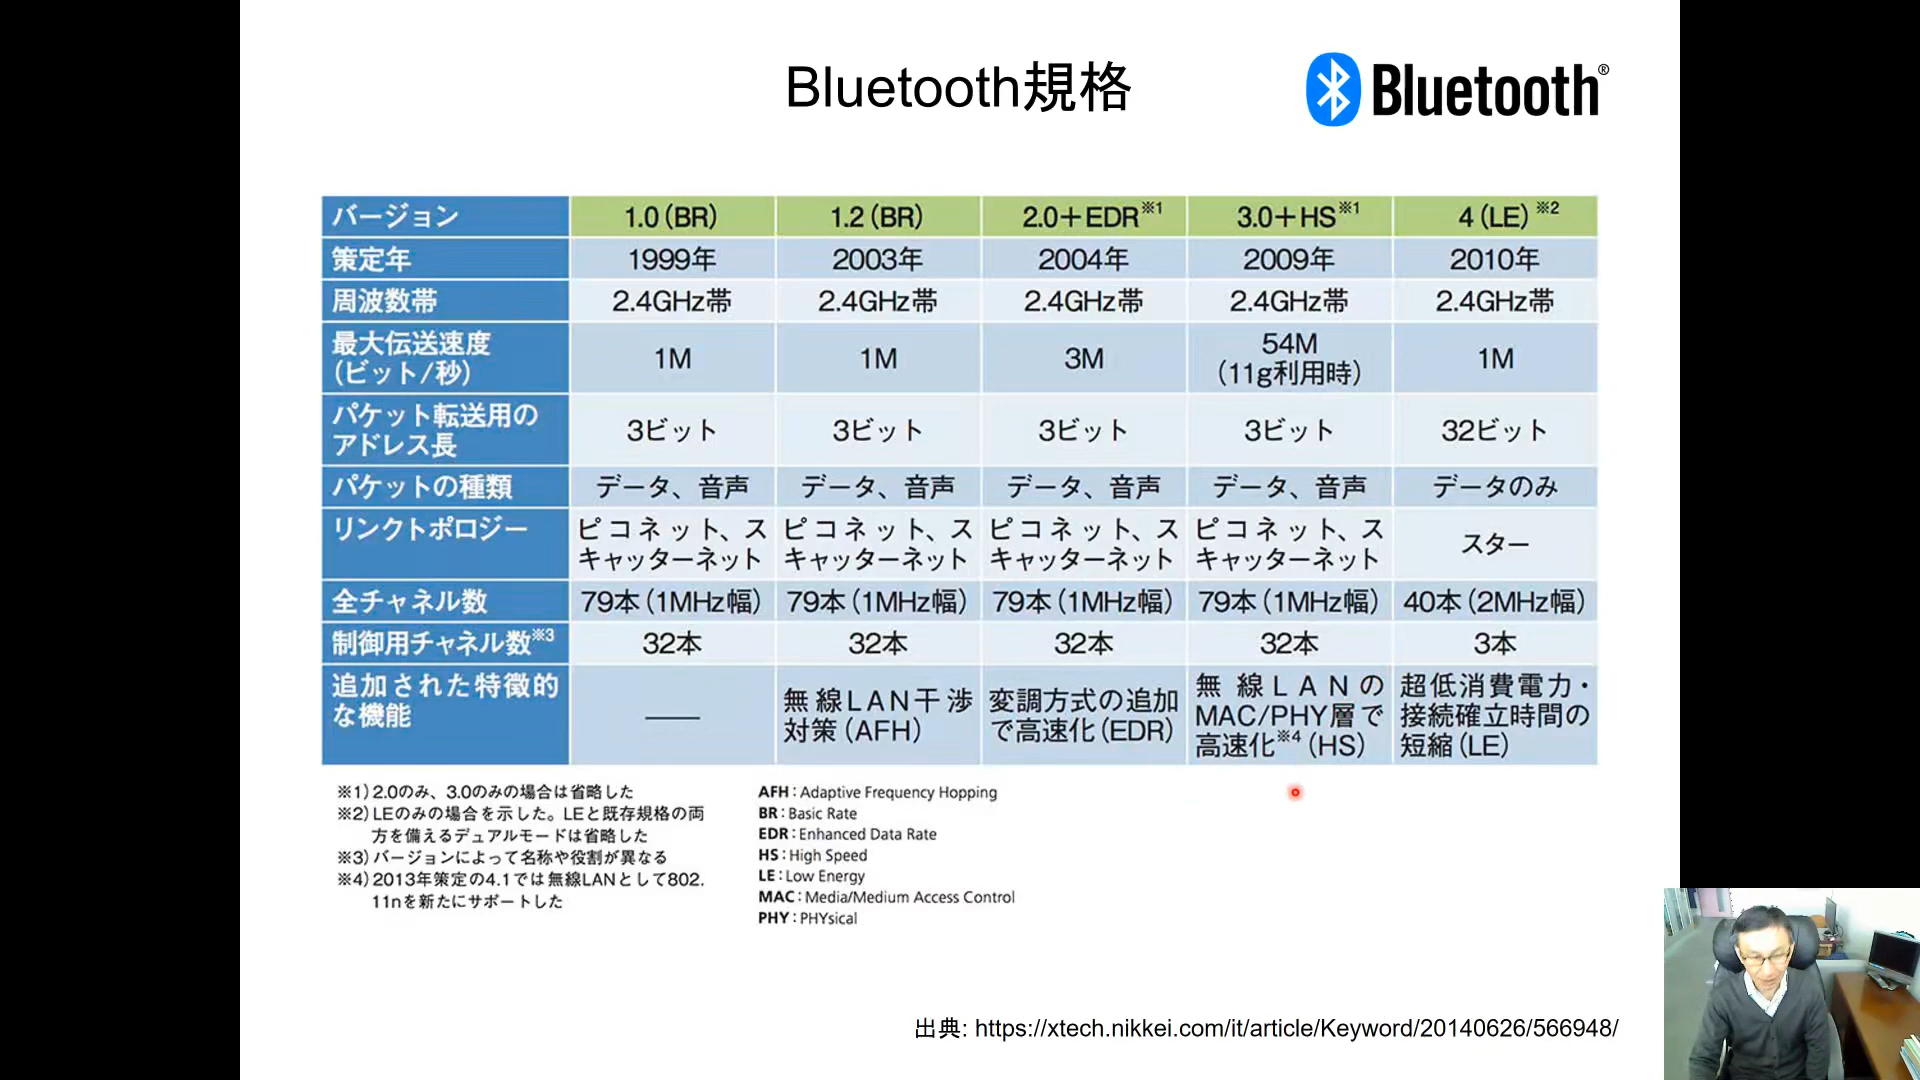 Bluetooth規格
Bluetooth®
バージョン 1.0(BR) 1.2(BR) 2.0+EDR※1 3.0+HS※1 4(LE)※2
策定年 1999年 2003年 2004年 2009年 2010年
周波数帯 2.4GHz帯 2.4GHz帯 2.4GHz帯 2.4GHz帯 2.4GHz帯
最大伝送速度
(ビット/秒) 1M 1M 3M 54M
(11g利用時) 1M
パケット転送用の
アドレス長 3ビット 3ビット 3ビット 3ビット 32ビット
パケットの種類 データ、音声 データ、音声 データ、音声 データ、音声 データのみ
リンクトポロジー ピコネット、ス
キャッターネット ピコネット、ス
キャッターネット ピコネット、ス
キャッターネット ピコネット、ス
キャッターネット スター
全チャネル数 79本(1MHz幅) 79本(1MHz幅) 79本(1MHz幅) 79本(1MHz幅) 40本(2MHz幅)
制御用チャネル数※3 32本 32本 32本 32本 3本
追加された特徴的
な機能 ―― 無線LAN干渉
対策(AFH) 変調方式の追加
で高速化(EDR) 無線LANの
MAC/PHY層で
高速化※4(HS) 超低消費電力・
接続確立時間の
短縮(LE)
※1)2.0のみ、3.0のみの場合は省略した
※2)LEのみの場合を示した。LEと既存規格の両
方を備えるデュアルモードは省略した
※3)バージョンによって名称や役割が異なる
※4)2013年策定の4.1では無線LANとして802.
11nを新たにサポートした
AFH:Adaptive Frequency Hopping
BR:Basic Rate
EDR:Enhanced Data Rate
HS:High Speed
LE:Low Energy
MAC:Media/Medium Access Control
PHY:PHYsical
出典: https://xtech.nikkei.com/it/article/Keyword/20140626/566948/